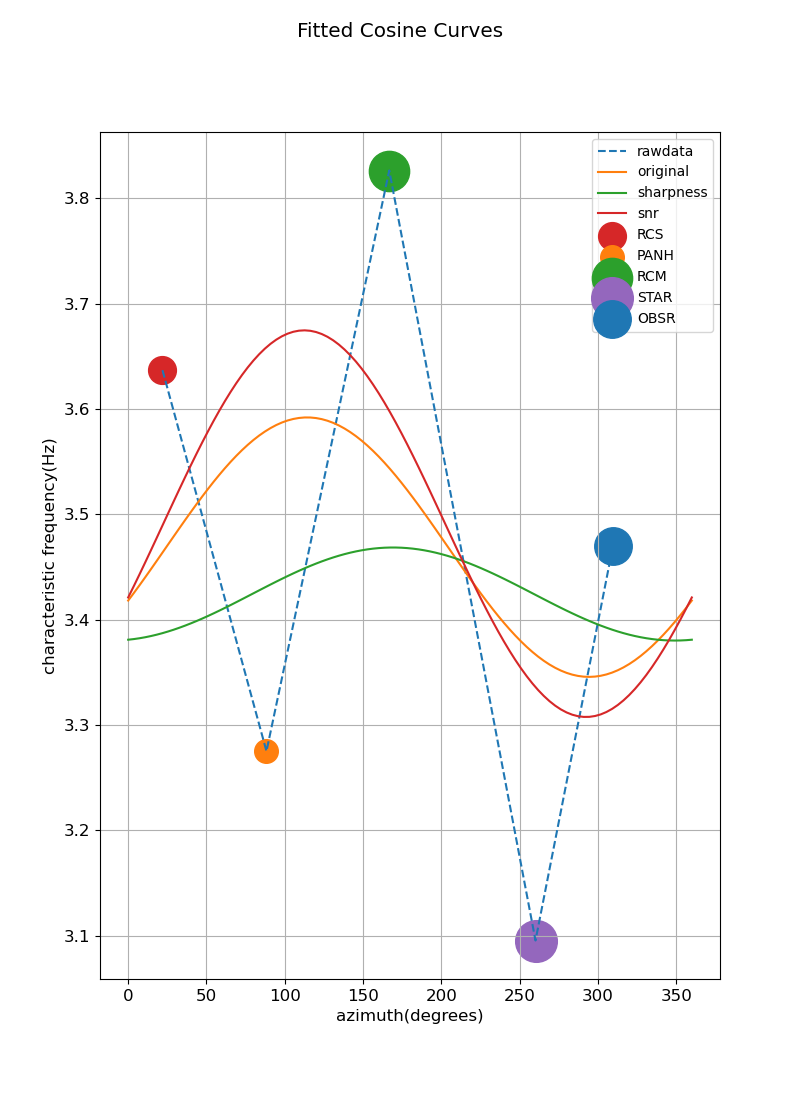 Fitted Cosine Curves
rawdata
original
sharpness
snr
RCS
PANH
RCM
STAR
OBSR
characteristic frequency(Hz)
3.8
3.7
3.6
3.5
3.4
3.3
3.2
3.1
0 50 100 150 200 250 300 350
azimuth(degrees)